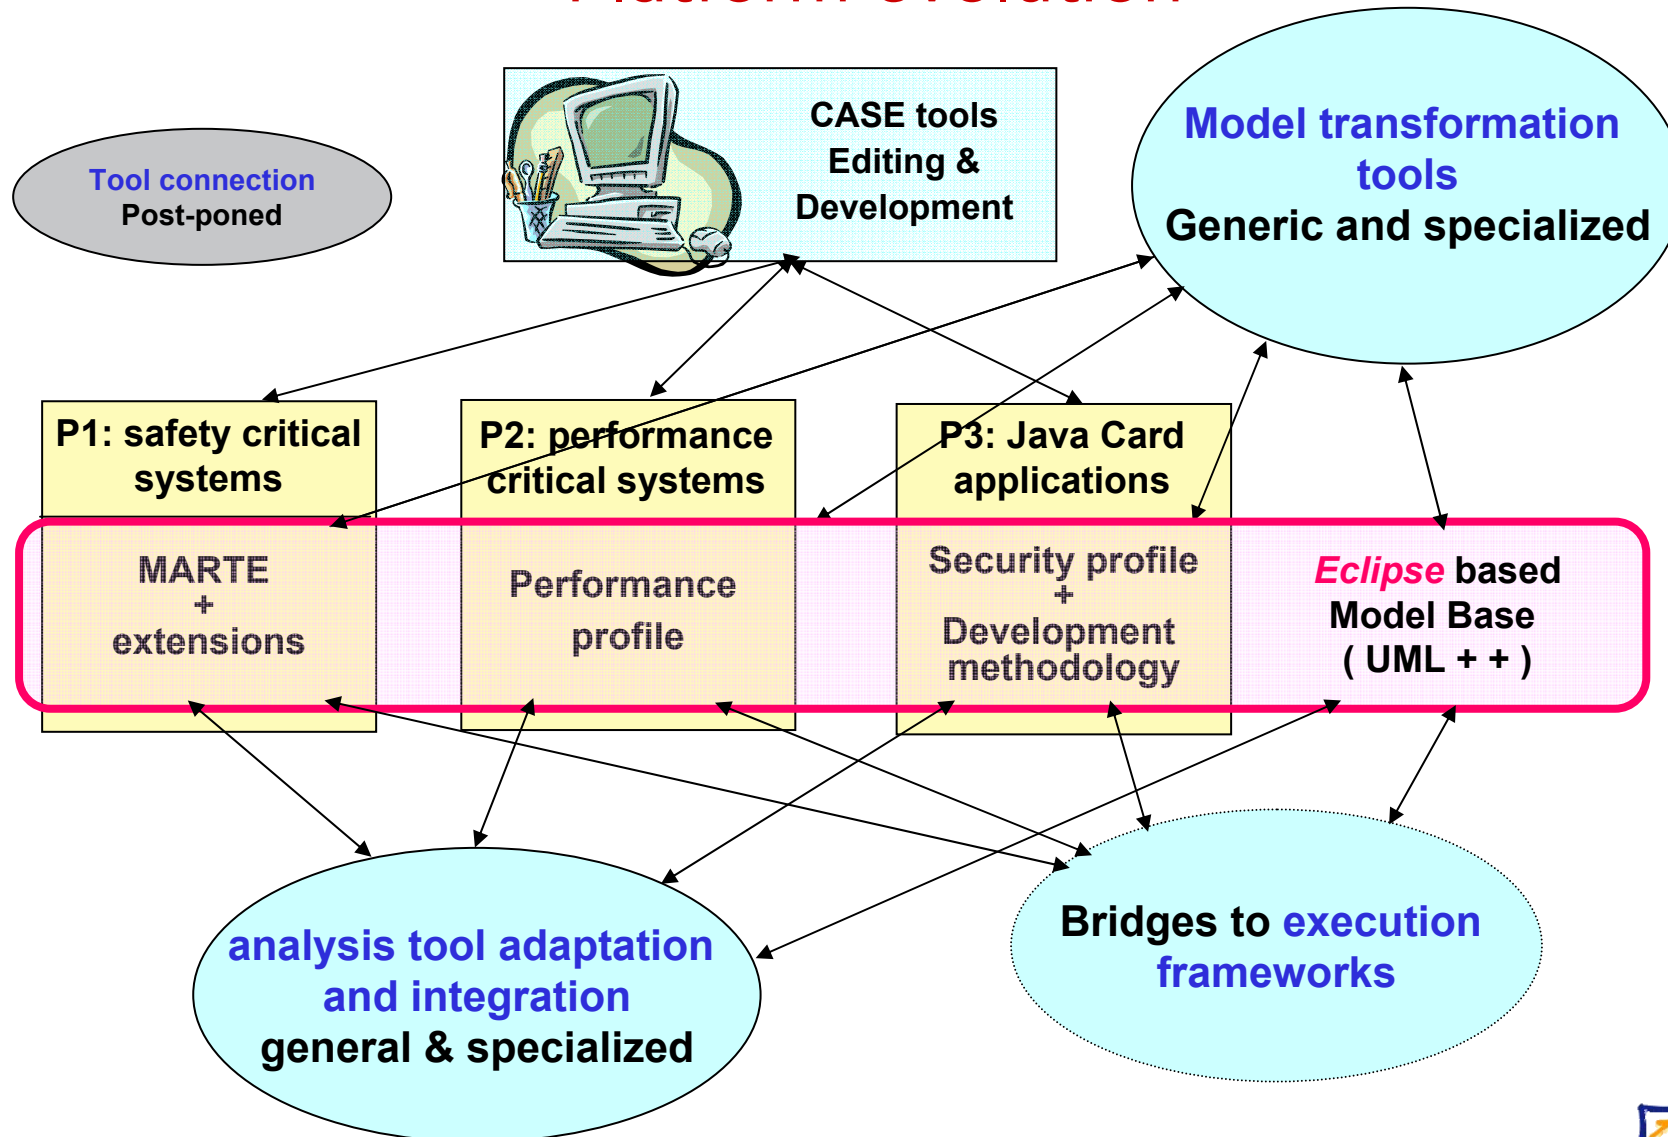 Platform evolution
CASE tools
Editing &
Development
Model transformation
tools
Generic and specialized
Tool connection
Post-poned
P1: safety critical
systems
P2: performance
critical systems
P3: Java Card
applications
MARTE
+
extensions
Performance
profile
Security profile
+
Development
methodology
Eclipse based
Model Base
( UML + + )
analysis tool adaptation
and integration
general & specialized
Bridges to execution
frameworks